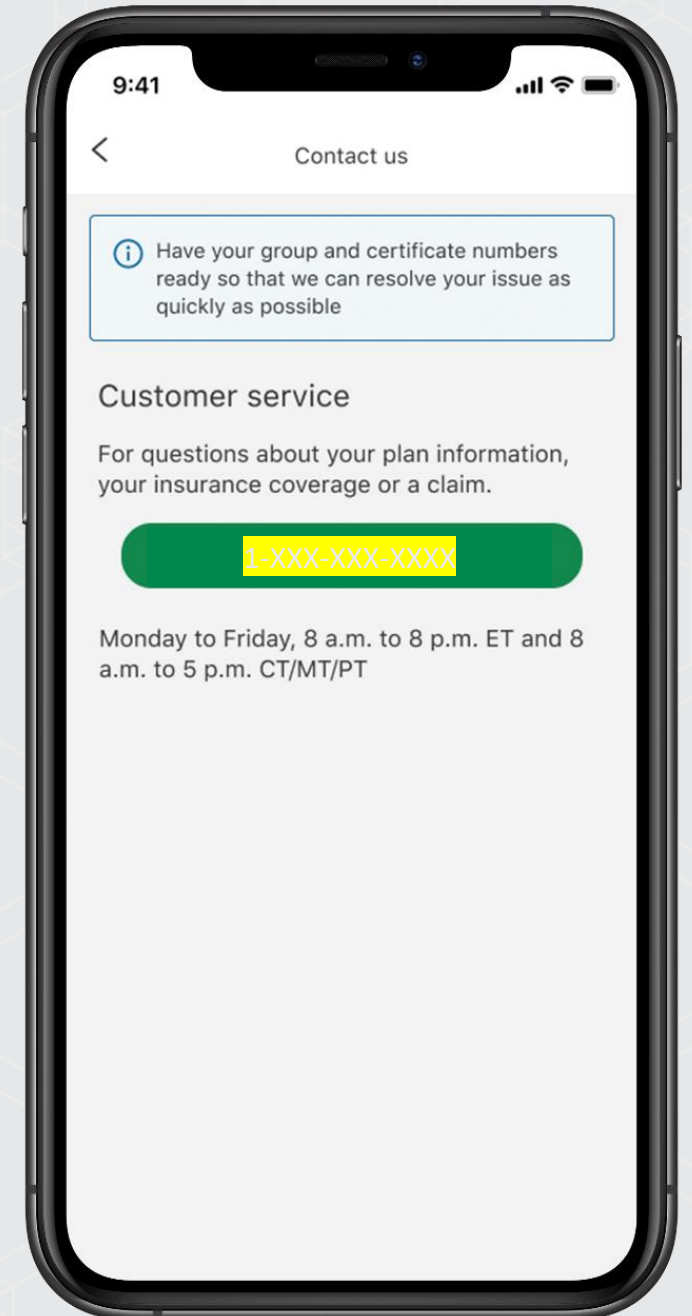 9:41
Contact us
Have your group and certificate numbers
ready so that we can resolve your issue as
quickly as possible
Customer service
For questions about your plan information,
your insurance coverage or a claim.
1-XXX-XXX-XXXX
Monday to Friday, 8 a.m. to 8 p.m. ET and 8
a.m. to 5 p.m. CT/MT/PT